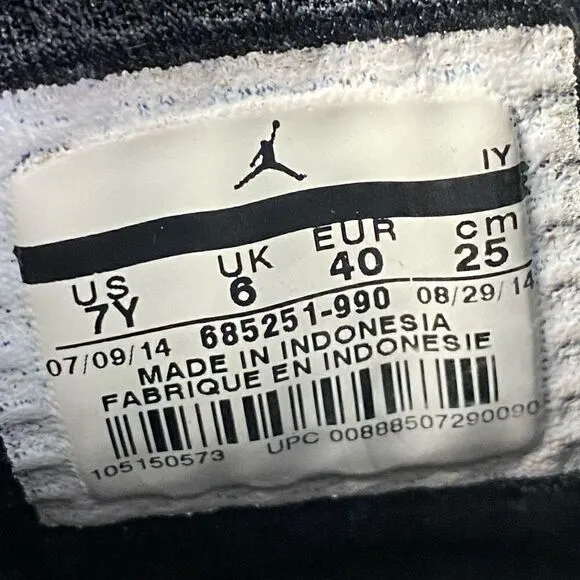 IY
US UK EUR cm
7Y 6 40 25
07/09/14 685251-990 08/29/14
MADE IN INDONESIA
FABRIQUE EN INDONESIE
105150573 UPC 00888507290090